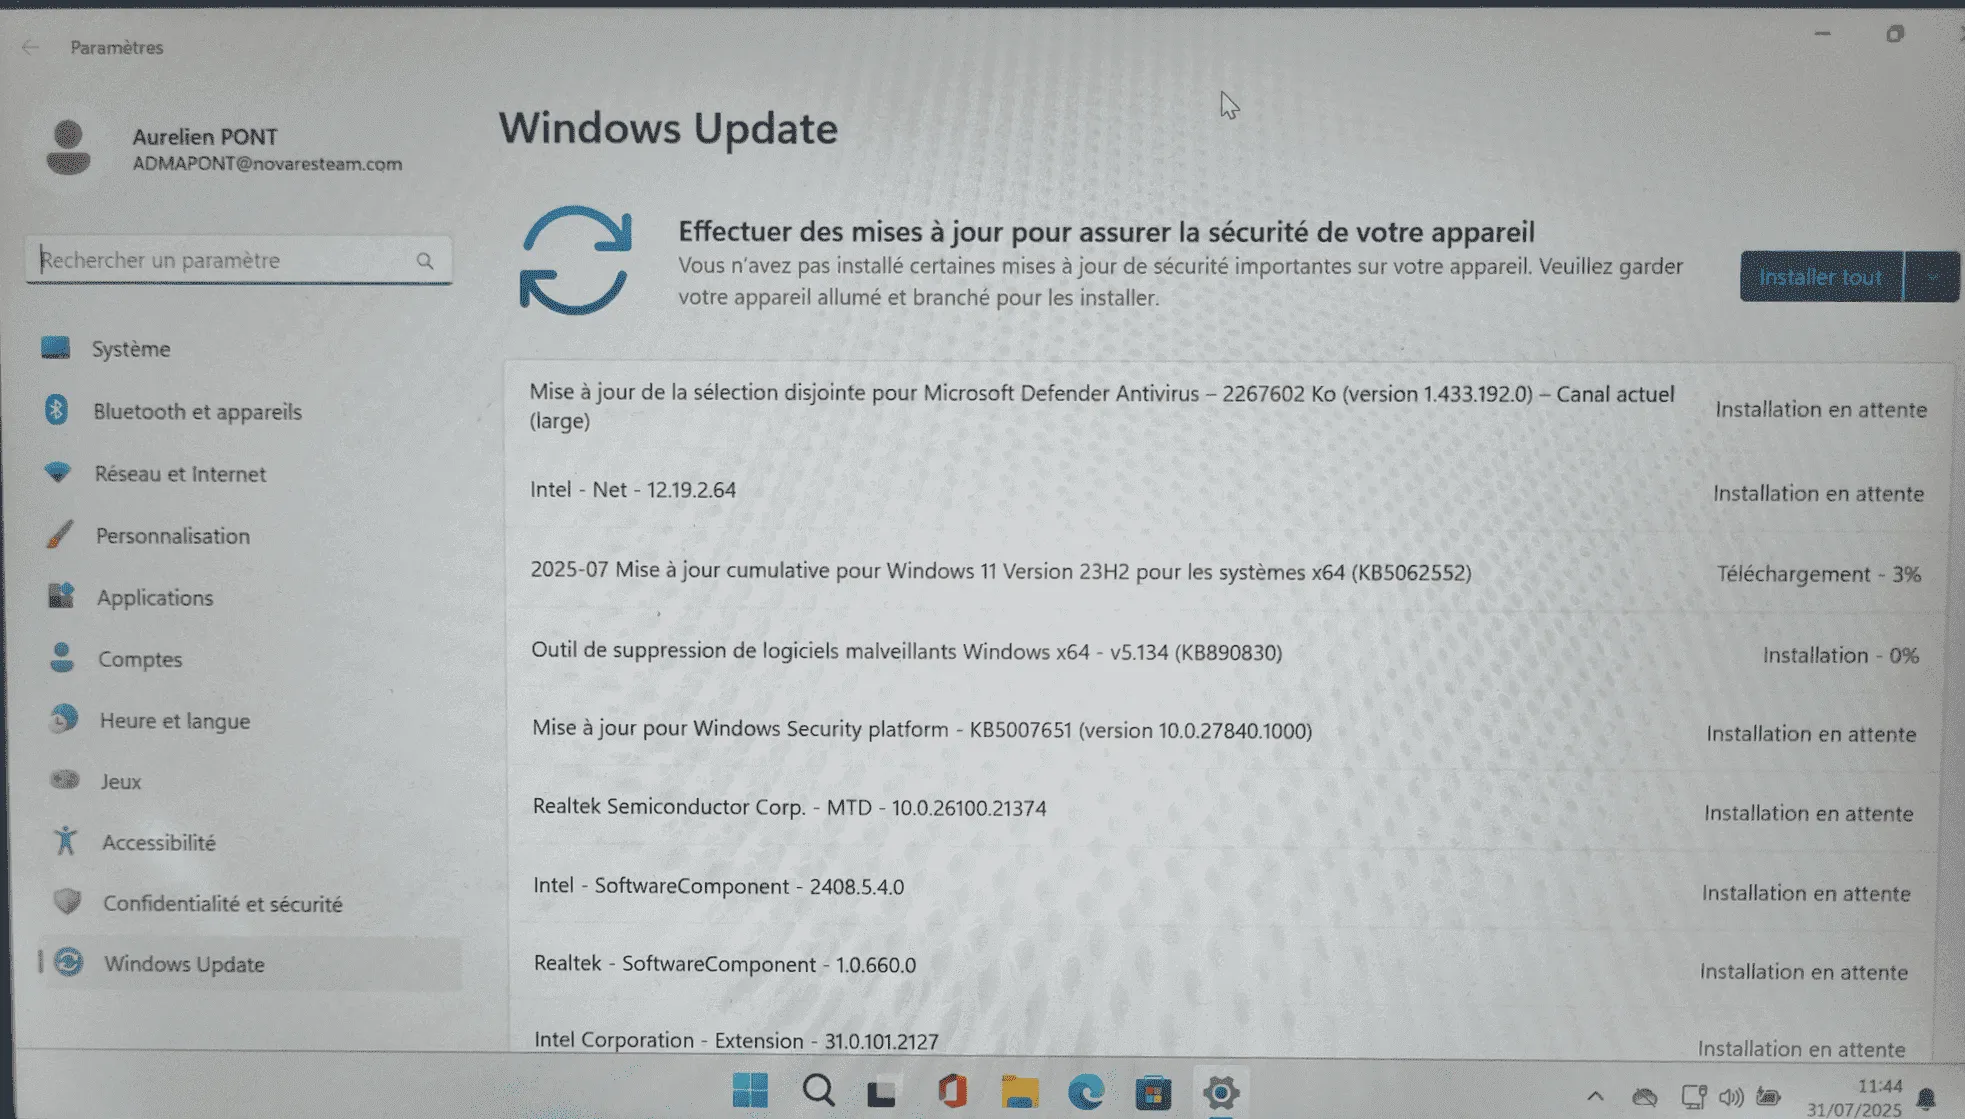 Paramètres
Aurelien PONT
ADMAPONT@novaresteam.com
Rechercher un paramètre
Système
Bluetooth et appareils
Réseau et Internet
Personnalisation
Applications
Comptes
Heure et langue
Jeux
Accessibilité
Confidentialité et sécurité
Windows Update
Windows Update
Effectuer des mises à jour pour assurer la sécurité de votre appareil
Vous n'avez pas installé certaines mises à jour de sécurité importantes sur votre appareil. Veuillez garder
votre appareil allumé et branché pour les installer.
Installer tout
Mise à jour de la sélection disjointe pour Microsoft Defender Antivirus – 2267602 Ko (version 1.433.192.0) – Canal actuel
(large)
Installation en attente
Intel - Net - 12.19.2.64
Installation en attente
2025-07 Mise à jour cumulative pour Windows 11 Version 23H2 pour les systèmes x64 (KB5062552)
Téléchargement - 3%
Outil de suppression de logiciels malveillants Windows x64 - v5.134 (KB890830)
Installation - 0%
Mise à jour pour Windows Security platform - KB5007651 (version 10.0.27840.1000)
Installation en attente
Realtek Semiconductor Corp. - MTD - 10.0.26100.21374
Installation en attente
Intel - SoftwareComponent - 2408.5.4.0
Installation en attente
Realtek - SoftwareComponent - 1.0.660.0
Installation en attente
Intel Corporation - Extension - 31.0.101.2127
Installation en attente
11:44
31/07/2025